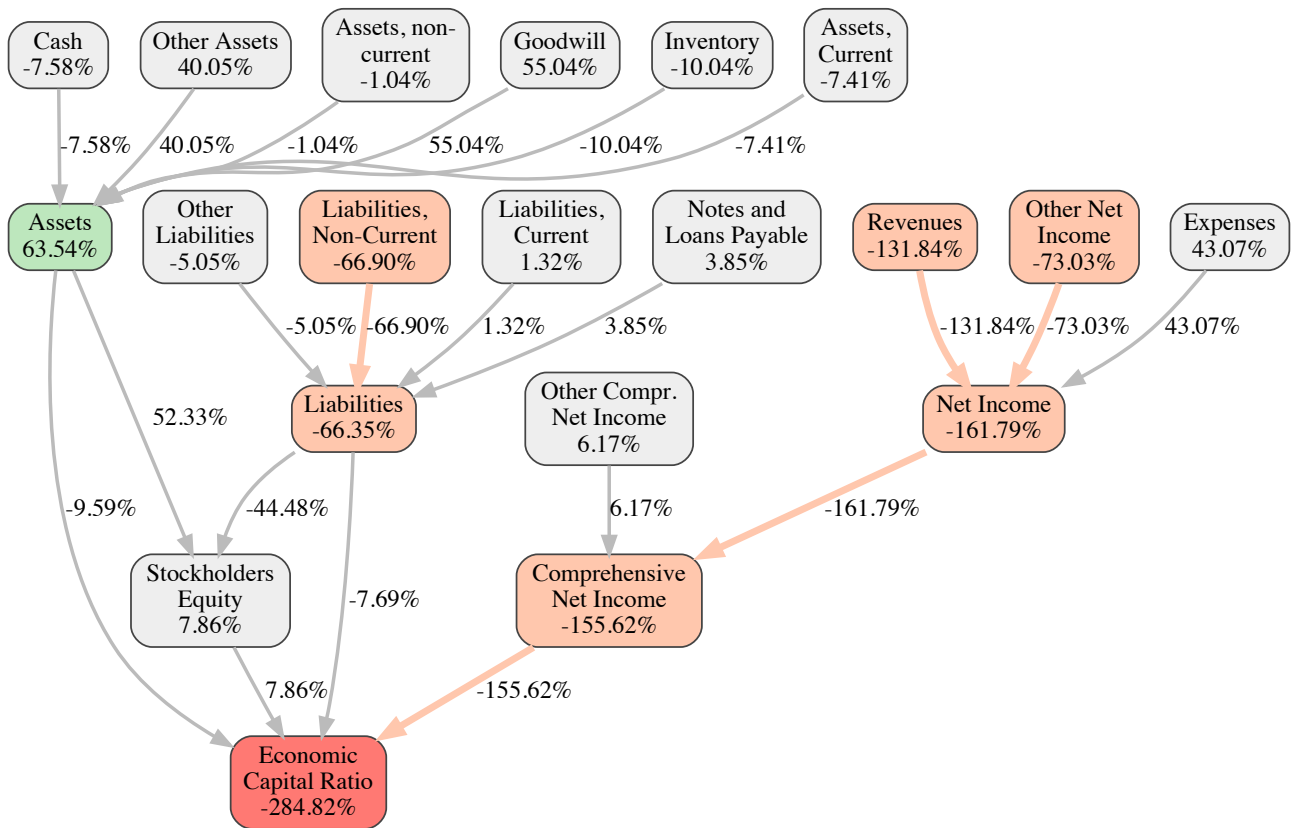 Cash
-7.58%
Other Assets
40.05%
Assets, non-
current
-1.04%
Goodwill
55.04%
Inventory
-10.04%
Assets,
Current
-7.41%
-7.58%
40.05%
-1.04%
55.04%
-10.04%
-7.41%
Assets
63.54%
Other
Liabilities
-5.05%
Liabilities,
Non-Current
-66.90%
Liabilities,
Current
1.32%
Notes and
Loans Payable
3.85%
Revenues
-131.84%
Other Net
Income
-73.03%
Expenses
43.07%
-5.05%
-66.90%
1.32%
3.85%
-131.84%
-73.03%
43.07%
52.33%
Liabilities
-66.35%
Other Compr.
Net Income
6.17%
Net Income
-161.79%
-9.59%
-44.48%
6.17%
-161.79%
Stockholders
Equity
7.86%
-7.69%
Comprehensive
Net Income
-155.62%
7.86%
-155.62%
Economic
Capital Ratio
-284.82%